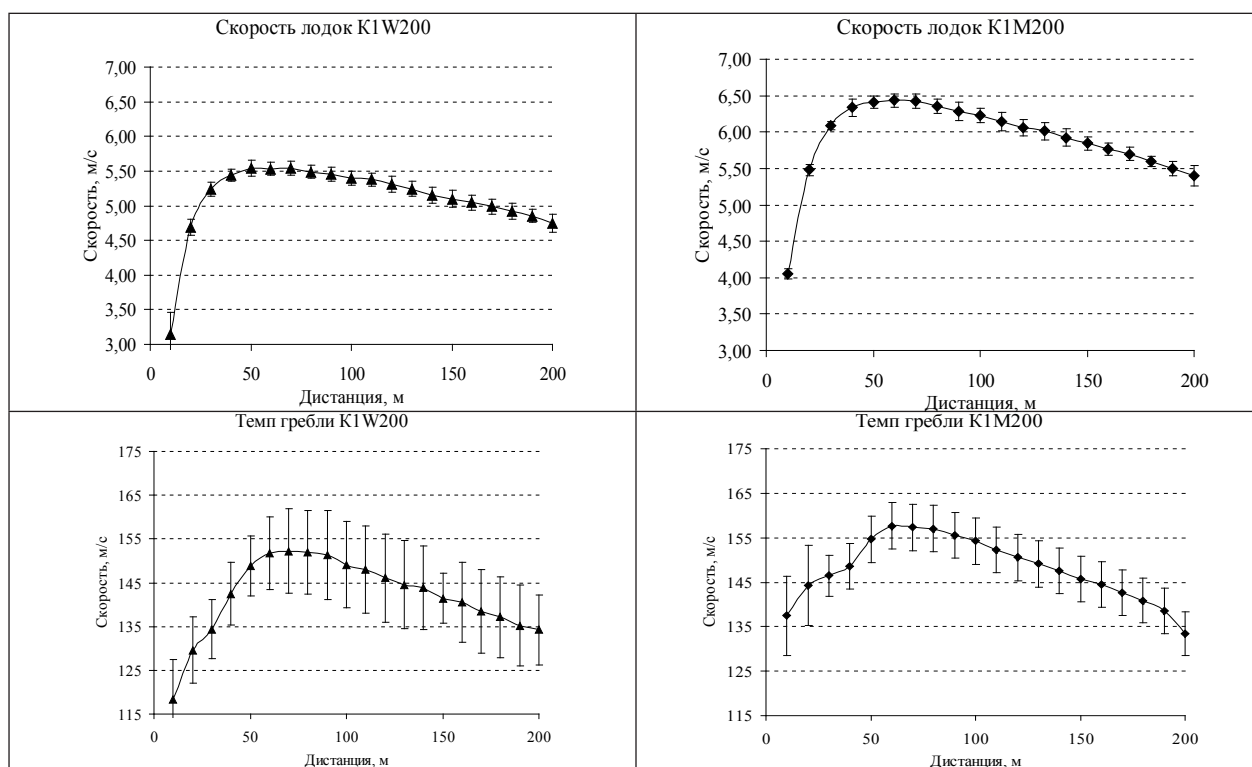 Скорость лодок K1W200
7,00
6,50
6,00
5,50
5,00
4,50
4,00
3,50
3,00
Скорость, м/с
0 50 100 150 200
Дистанция, м
Скорость лодок K1M200
7,00
6,50
6,00
5,50
5,00
4,50
4,00
3,50
3,00
Скорость, м/с
0 50 100 150 200
Дистанция, м
Темп гребли K1W200
175
165
155
145
135
125
115
Скорость, м/с
0 50 100 150 200
Дистанция, м
Темп гребли K1M200
175
165
155
145
135
125
115
Скорость, м/с
0 50 100 150 200
Дистанция, м